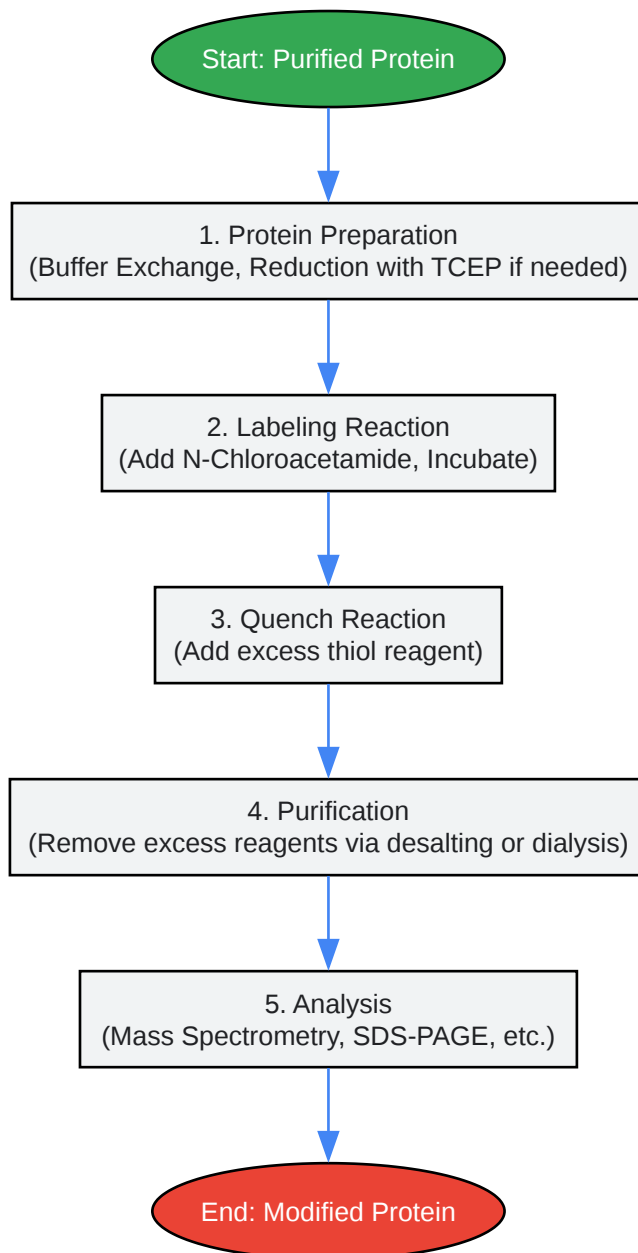 Start: Purified Protein
1. Protein Preparation
(Buffer Exchange, Reduction with TCEP if needed)
2. Labeling Reaction
(Add N-Chloroacetamide, Incubate)
3. Quench Reaction
(Add excess thiol reagent)
4. Purification
(Remove excess reagents via desalting or dialysis)
5. Analysis
(Mass Spectrometry, SDS-PAGE, etc.)
End: Modified Protein